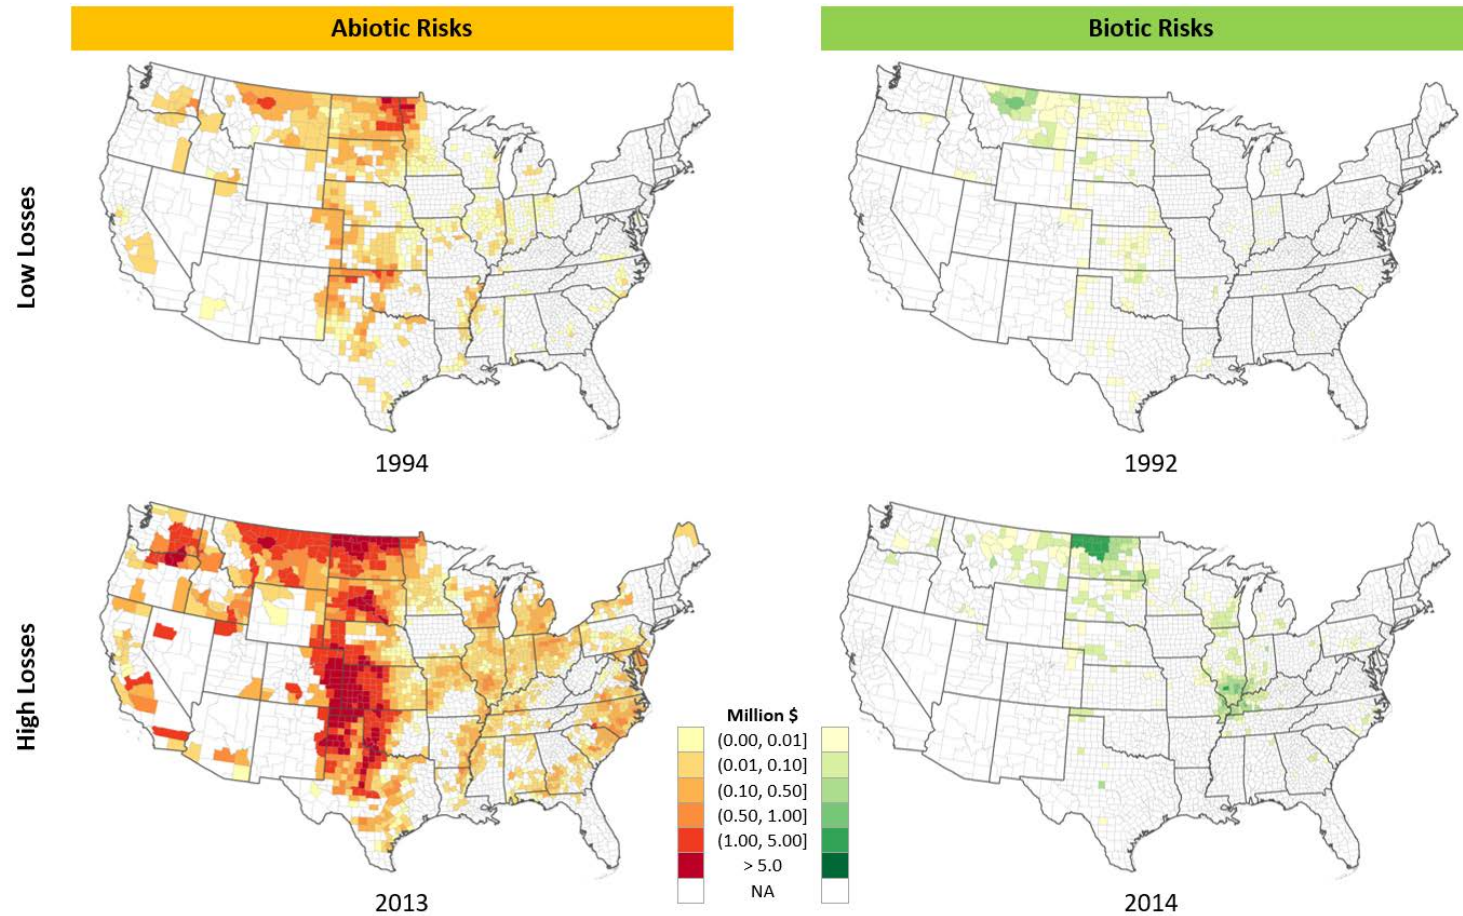 Abiotic Risks
Biotic Risks
Low Losses
1994
1992
High Losses
Million $
(0.00, 0.01]
(0.01, 0.10]
(0.10, 0.50]
(0.50, 1.00]
(1.00, 5.00]
> 5.0
NA
2013
2014